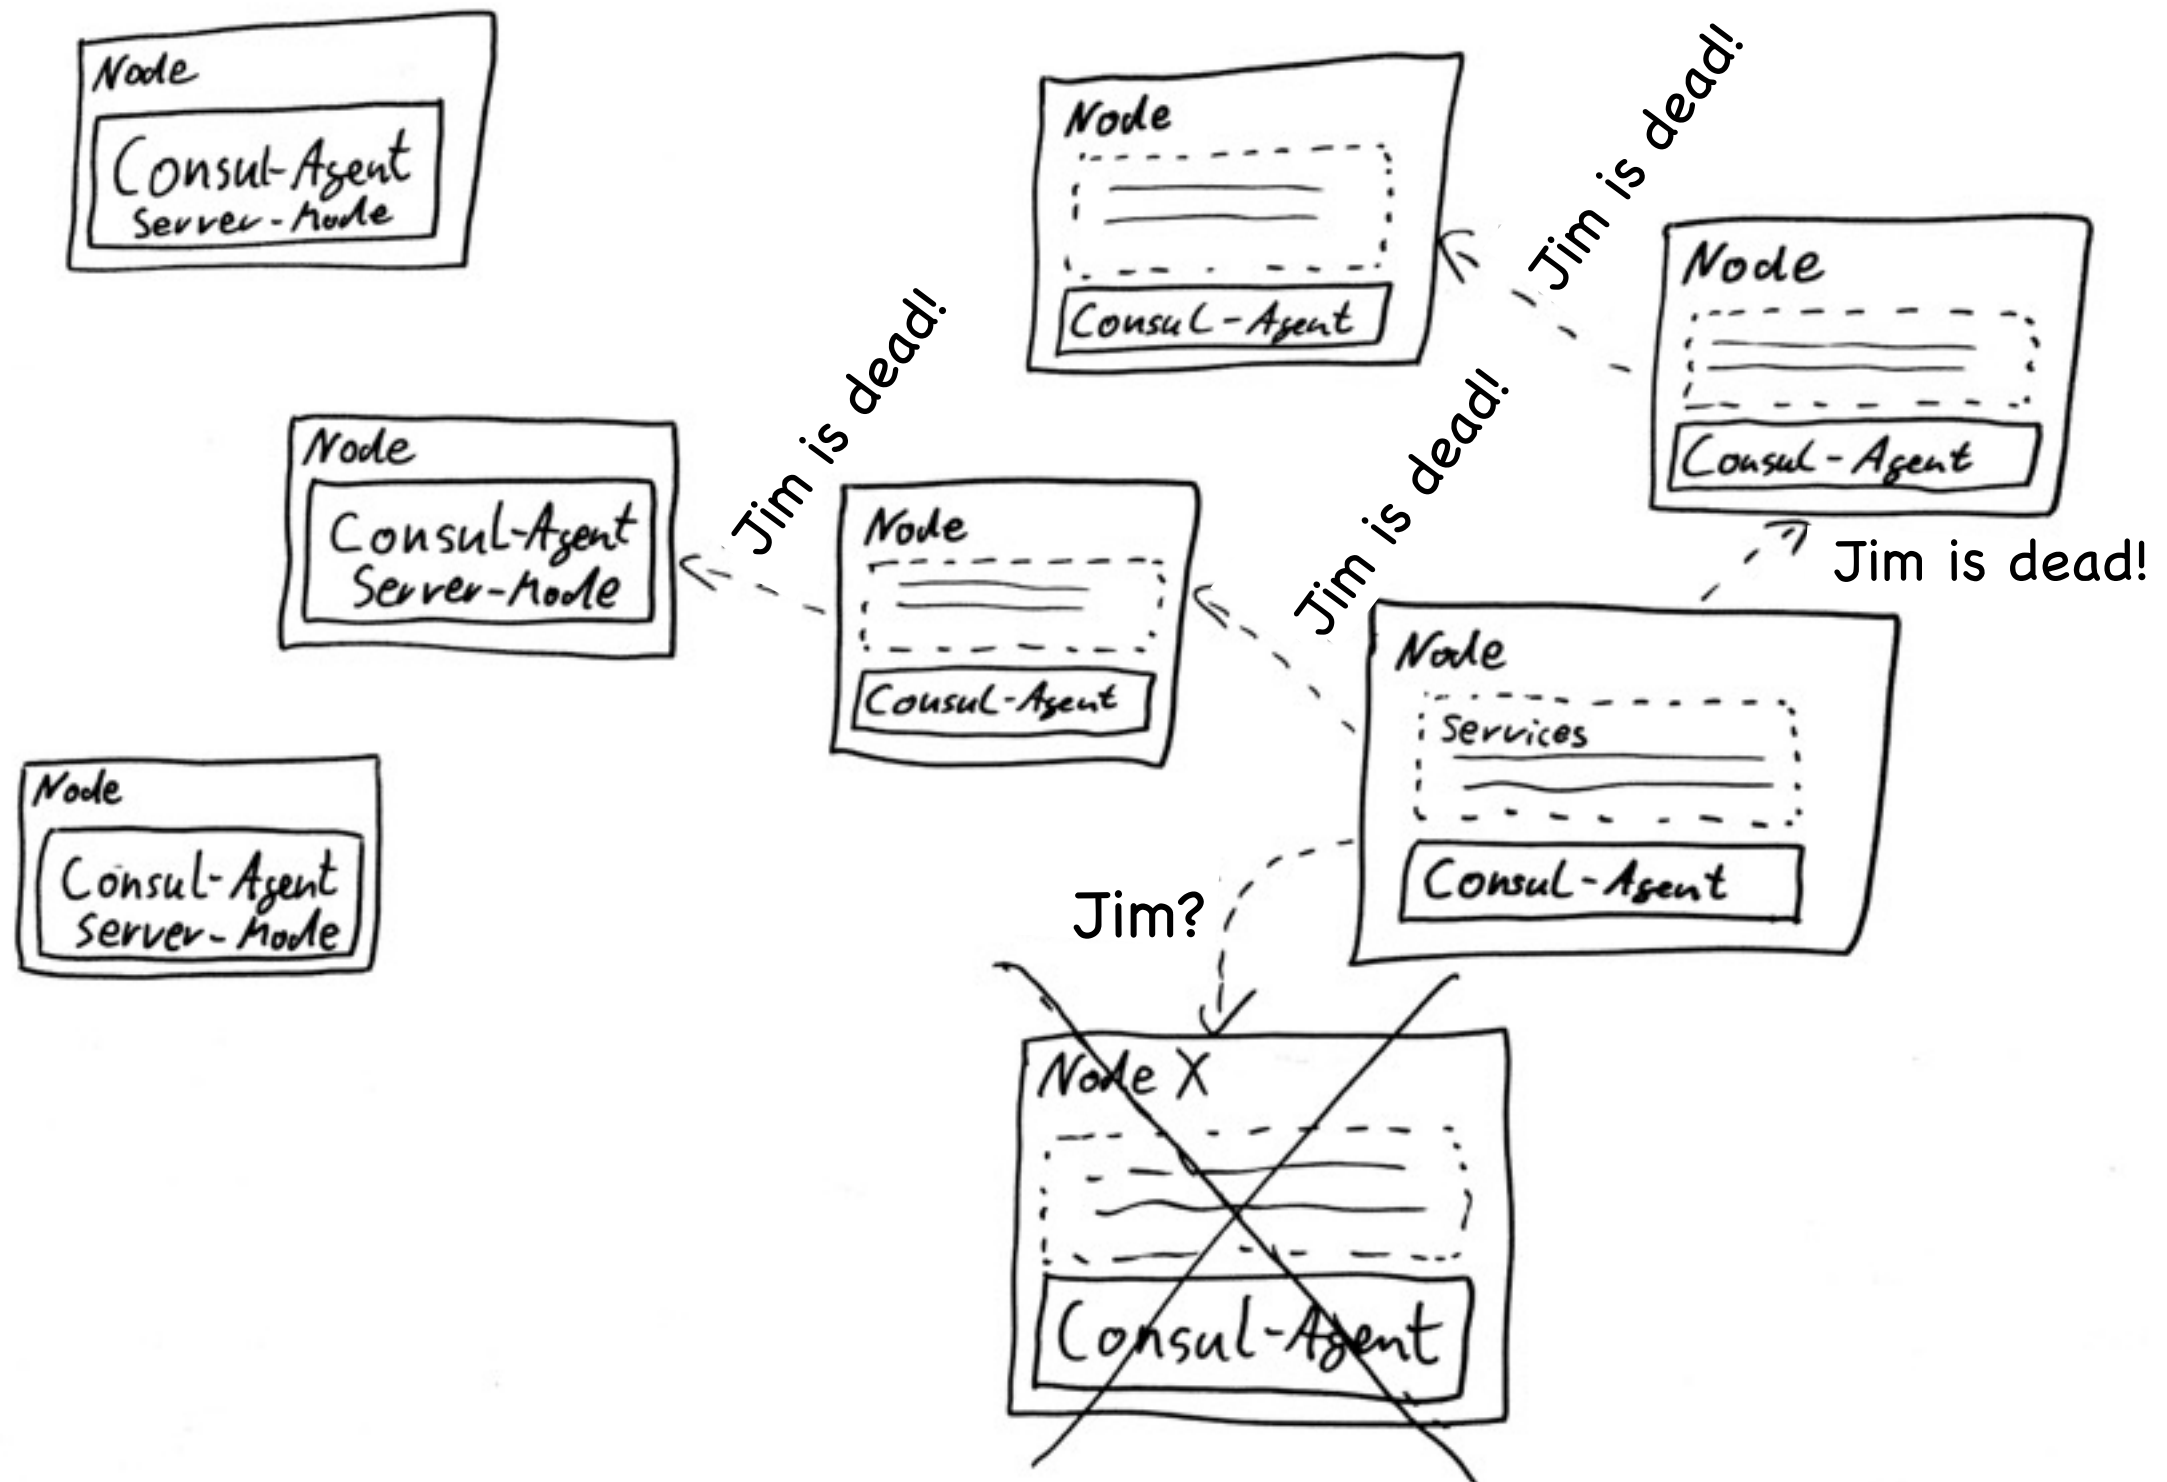 Node
Consul-Agent
Server-Mode
Node
Consul-Agent
Jim is dead!
Node
Consul-Agent
Jim is dead!
Node
Consul-Agent
Server-Mode
Jim is dead!
Node
Consul-Agent
Jim is dead!
Node
Services
Consul-Agent
Node
Consul-Agent
Server-Mode
Jim?
Node X
Consul-Agent